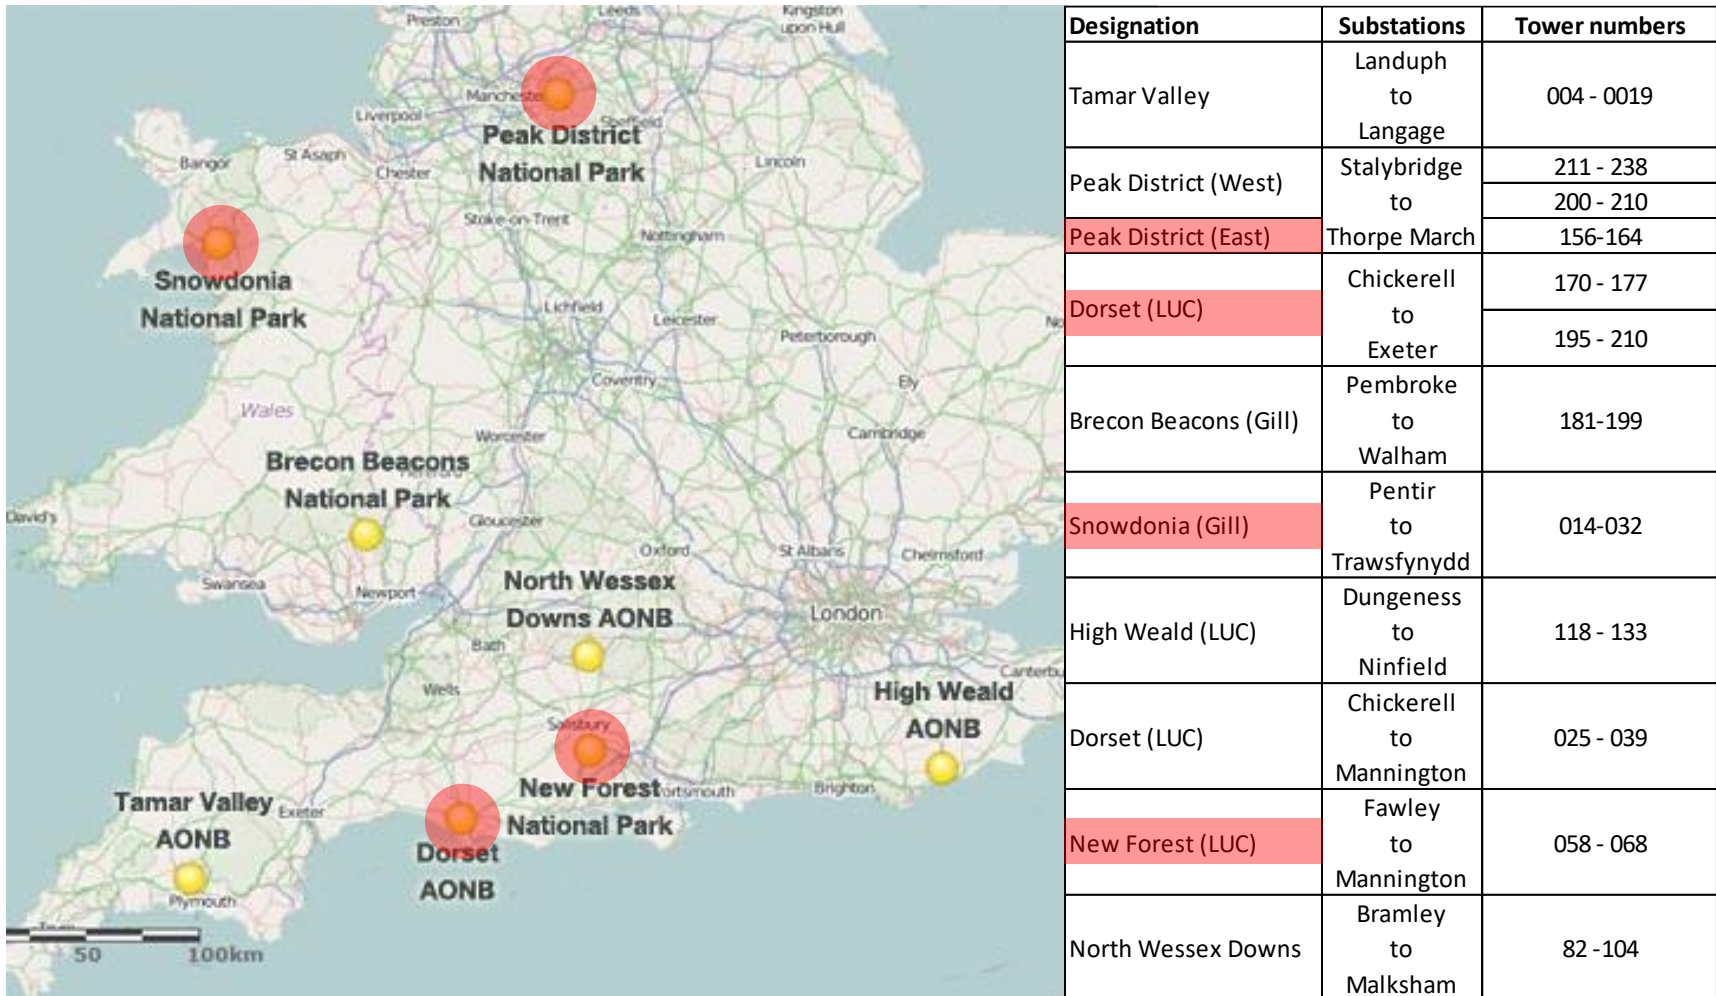 Preston
Leeds
Kingston
upon Hull
Manchester
Liverpool
Sheffield
Peak District
National Park
Bangor
St Asaph
Chester
Lincoln
Stoke-on-Trent
Nottingham
Snowdonia
National Park
Lichfield
Leicester
Peterborough
No
Coventry
Ely
Wales
Worcester
Cambridge
Brecon Beacons
National Park
Hereford
David's
Gloucester
Oxford
St Albans
Chelmsford
Swansea
Newport
North Wessex
Downs AONB
London
Bath
Wells
Canterbu
High Weald
AONB
Salisbury
New Forest
National Park
Portsmouth
Brighton
Tamar Valley
AONB
Exeter
Dorset
AONB
Plymouth
Truro
50
100km
Designation
Substations
Tower numbers
Tamar Valley
Landuph
to
Langage
004 - 0019
Peak District (West)
Stalybridge
to
Thorpe March
211 - 238
200 - 210
Peak District (East)
156-164
Dorset (LUC)
Chickerell
to
Exeter
170 - 177
195 - 210
Brecon Beacons (Gill)
Pembroke
to
Walham
181-199
Snowdonia (Gill)
Pentir
to
Trawsfynydd
014-032
High Weald (LUC)
Dungeness
to
Ninfield
118 - 133
Dorset (LUC)
Chickerell
to
Mannington
025 - 039
New Forest (LUC)
Fawley
to
Mannington
058 - 068
North Wessex Downs
Bramley
to
Malksham
82 -104